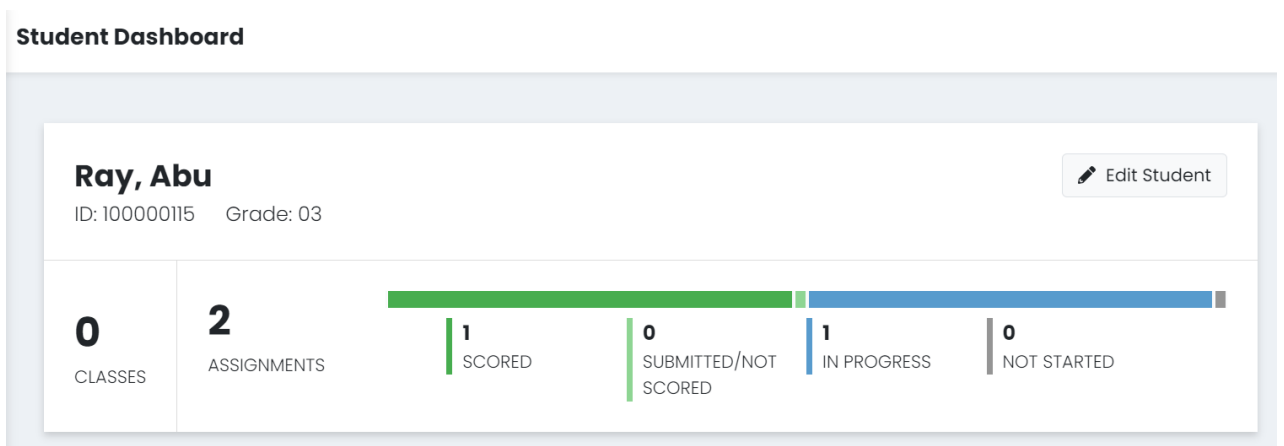 Student Dashboard
Ray, Abu
Edit Student
ID: 100000115 Grade: 03
0
CLASSES
2
ASSIGNMENTS
1
SCORED
0
SUBMITTED/NOT
SCORED
1
IN PROGRESS
0
NOT STARTED